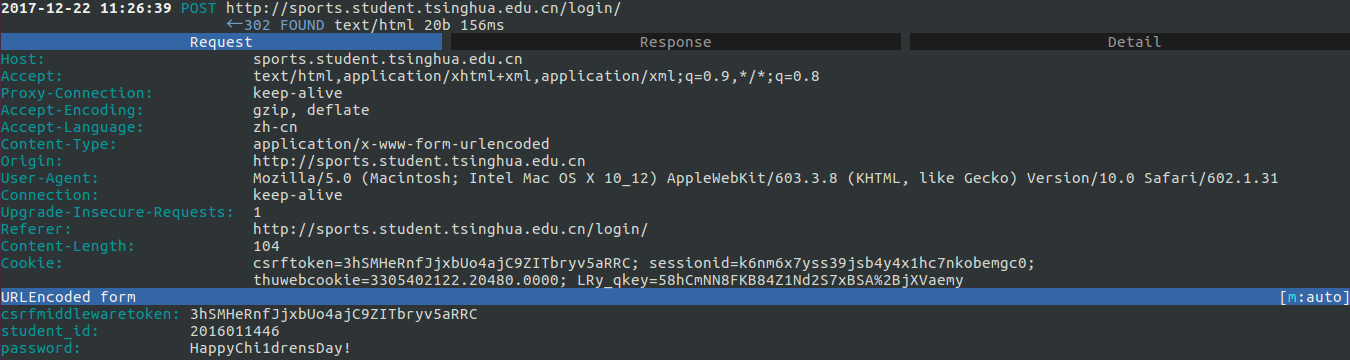 2017-12-22 11:26:39 POST http://sports.student.tsinghua.edu.cn/login/
←302 FOUND text/html 20b 156ms
Request Response Detail
Host: sports.student.tsinghua.edu.cn
Accept: text/html,application/xhtml+xml,application/xml;q=0.9,*/*;q=0.8
Proxy-Connection: keep-alive
Accept-Encoding: gzip, deflate
Accept-Language: zh-cn
Content-Type: application/x-www-form-urlencoded
Origin: http://sports.student.tsinghua.edu.cn
User-Agent: Mozilla/5.0 (Macintosh; Intel Mac OS X 10_12) AppleWebKit/603.3.8 (KHTML, like Gecko) Version/10.0 Safari/602.1.31
Connection: keep-alive
Upgrade-Insecure-Requests: 1
Referer: http://sports.student.tsinghua.edu.cn/login/
Content-Length: 104
Cookie: csrftoken=3hSMHeRnfJjxbUo4ajC9ZITbryv5aRRC; sessionid=k6nm6x7yss39jsb4y4x1hc7nkobemgc0;
thuwebcookie=3305402122.20480.0000; LRy_qkey=58hCmNN8FKB84Z1Nd2S7xBSA%2BjXVaemy
URLEncoded form [m:auto]
csrfmiddlewaretoken: 3hSMHeRnfJjxbUo4ajC9ZITbryv5aRRC
student_id: 2016011446
password: HappyChi1drensDay!